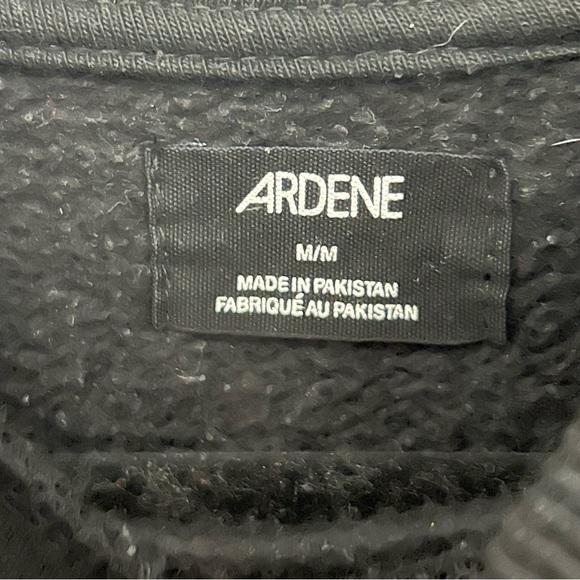 ARDENE
M/M
MADE IN PAKISTAN
FABRIQUÉ AU PAKISTAN